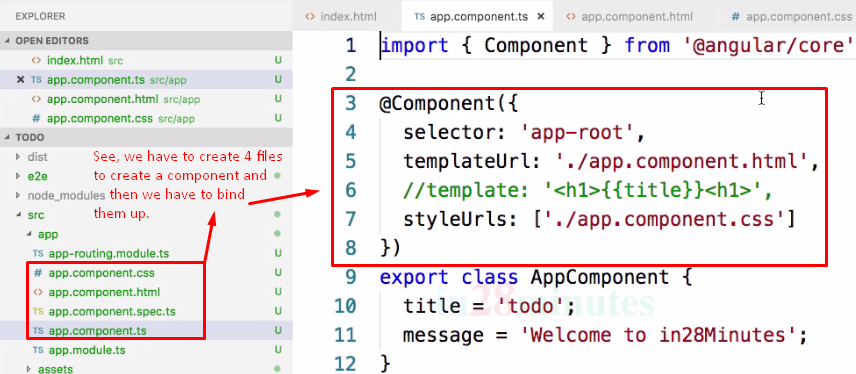 EXPLORER
OPEN EDITORS
index.html src U
TS app.component.ts src/app U
<> app.component.html src/app U
# app.component.css src/app U
TODO
dist
e2e
node_modules
src
app
TS app-routing.module.ts U
# app.component.css U
<> app.component.html U
TS app.component.spec.ts U
TS app.component.ts U
TS app.module.ts U
assets
See, we have to create 4 files
to create a component and
then we have to bind
them up.
<> index.html
TS app.component.ts ×
<> app.component.html
# app.component.css
1 import { Component } from '@angular/core'
2
3 @Component({
4 selector: 'app-root',
5 templateUrl: './app.component.html',
6 //template: '<h1>{{title}}<h1>',
7 styleUrls: ['./app.component.css']
8 })
9 export class AppComponent {
10 title = 'todo';
11 message = 'Welcome to in28Minutes';
12 }
in28minutes